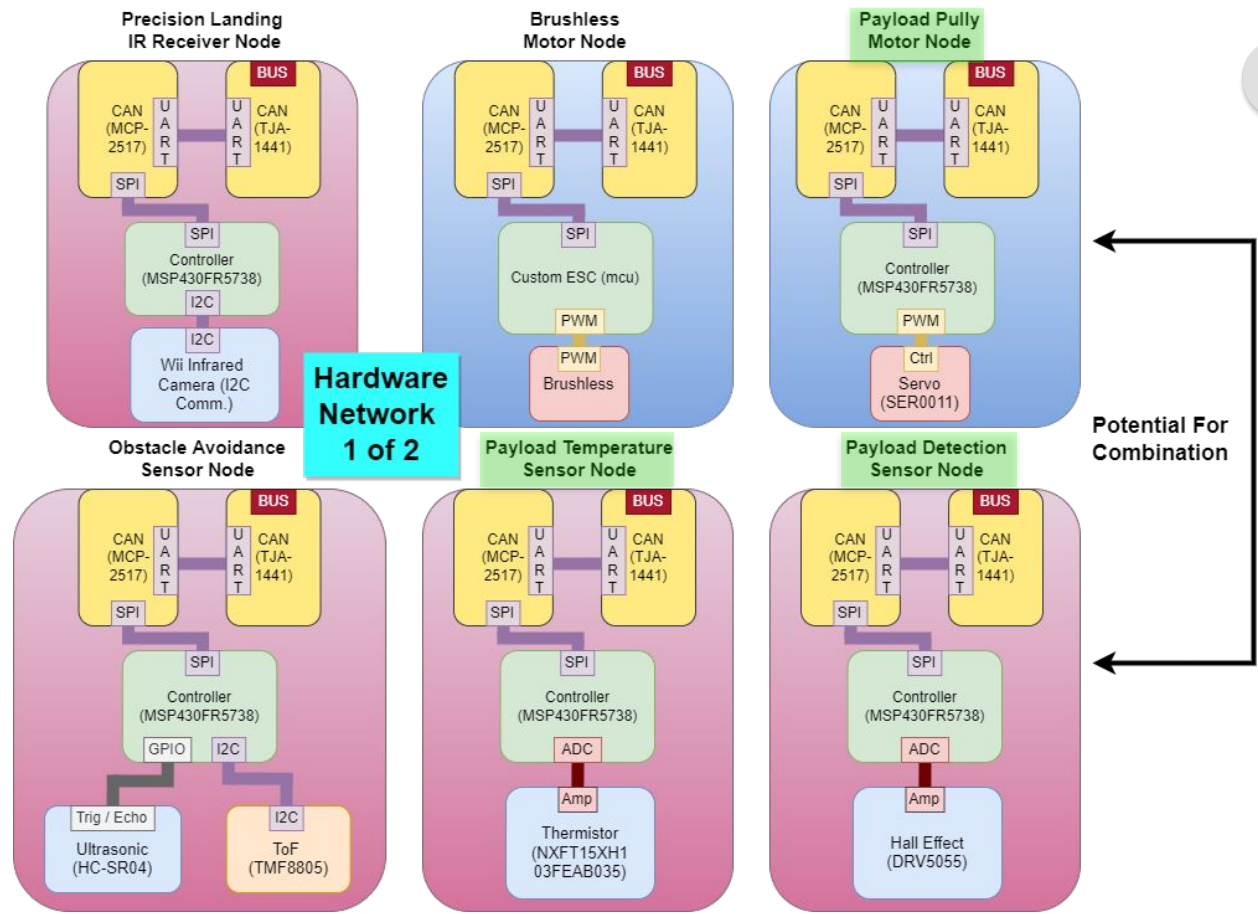 Precision Landing
IR Receiver Node
BUS
CAN
(MCP-
2517)
UART
UART
CAN
(TJA-
1441)
SPI
SPI
Controller
(MSP430FR5738)
I2C
I2C
Wii Infrared
Camera (I2C
Comm.)
Brushless
Motor Node
BUS
CAN
(MCP-
2517)
UART
UART
CAN
(TJA-
1441)
SPI
SPI
Custom ESC (mcu)
PWM
PWM
Brushless
Payload Pully
Motor Node
BUS
CAN
(MCP-
2517)
UART
UART
CAN
(TJA-
1441)
SPI
SPI
Controller
(MSP430FR5738)
PWM
Ctrl
Servo
(SER0011)
Hardware
Network
1 of 2
Potential For
Combination
Obstacle Avoidance
Sensor Node
BUS
CAN
(MCP-
2517)
UART
UART
CAN
(TJA-
1441)
SPI
SPI
Controller
(MSP430FR5738)
GPIO
I2C
Trig / Echo
I2C
Ultrasonic
(HC-SR04)
ToF
(TMF8805)
Payload Temperature
Sensor Node
BUS
CAN
(MCP-
2517)
UART
UART
CAN
(TJA-
1441)
SPI
SPI
Controller
(MSP430FR5738)
ADC
Amp
Thermistor
(NXFT15XH1
03FEAB035)
Payload Detection
Sensor Node
BUS
CAN
(MCP-
2517)
UART
UART
CAN
(TJA-
1441)
SPI
SPI
Controller
(MSP430FR5738)
ADC
Amp
Hall Effect
(DRV5055)